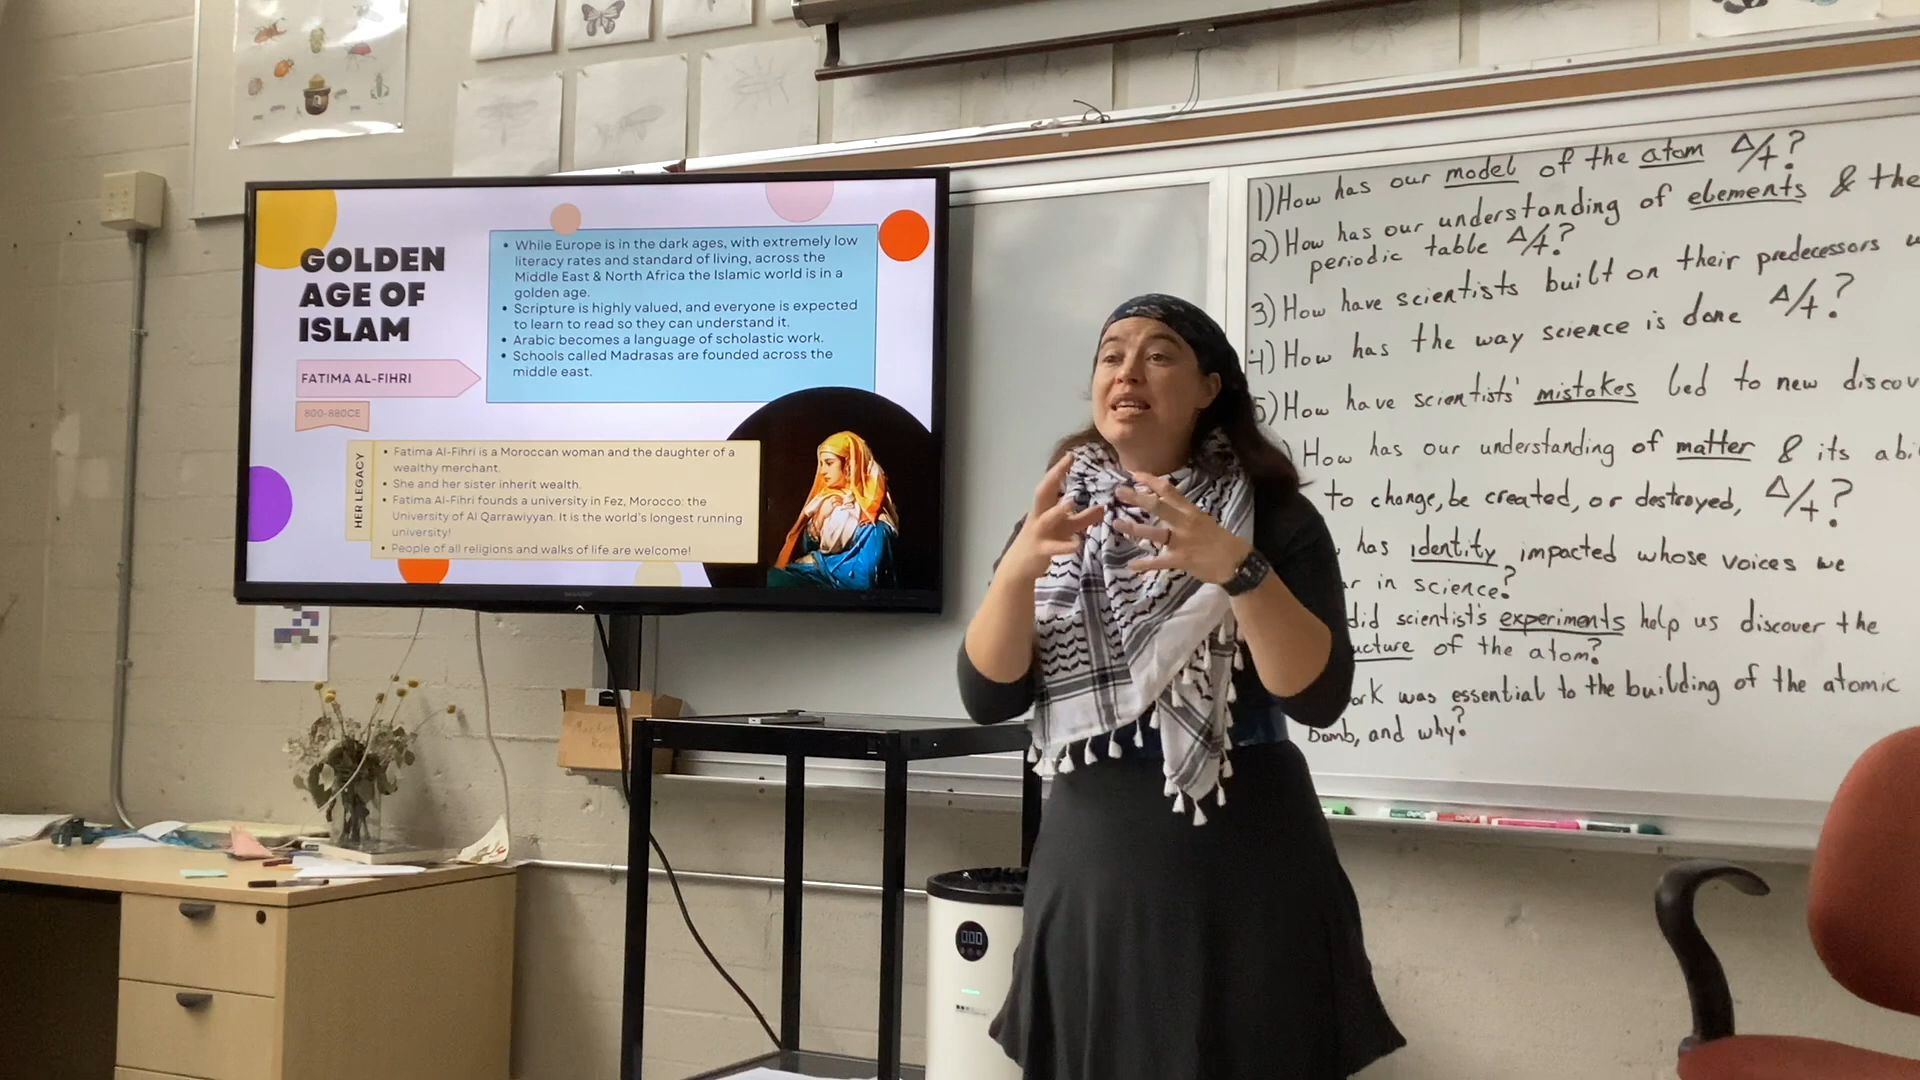 GOLDEN
AGE OF
ISLAM
FATIMA AL-FIHRI
800-880CE
• While Europe is in the dark ages, with extremely low
literacy rates and standard of living, across the
Middle East & North Africa the Islamic world is in a
golden age.
• Scripture is highly valued, and everyone is expected
to learn to read so they can understand it.
• Arabic becomes a language of scholastic work.
• Schools called Madrasas are founded across the
middle east.
HER LEGACY
• Fatima Al-Fihri is a Moroccan woman and the daughter of a
wealthy merchant.
• She and her sister inherit wealth.
• Fatima Al-Fihri founds a university in Fez, Morocco: the
University of Al Qarrawiyyan. It is the world's longest running
university!
• People of all religions and walks of life are welcome!
SHARP
1) How has our model of the atom Δ/t?
2) How has our understanding of elements & the
periodic table Δ/t?
3) How have scientists built on their predecessors
4) How has the way science is done Δ/t?
5) How have scientists' mistakes led to new discov
How has our understanding of matter & its abi
to change, be created, or destroyed, Δ/t?
has identity impacted whose voices we
in science?
did scientist's experiments help us discover the
ucture of the atom?
ork was essential to the building of the atomic
bomb, and why?
000